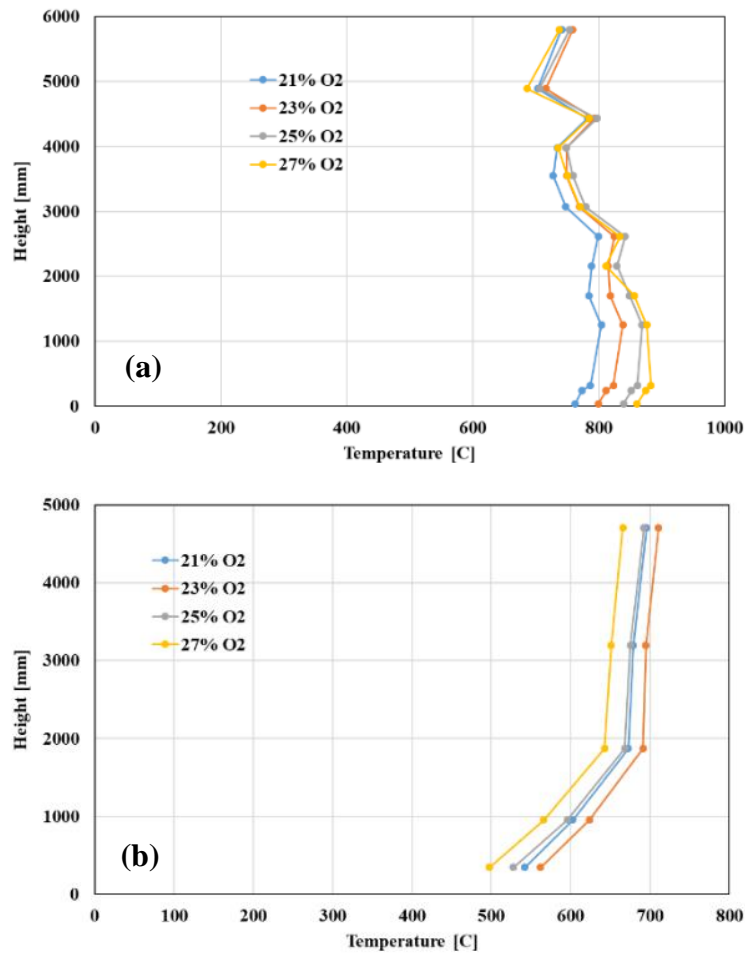 6000
5000
4000
3000
2000
1000
0
Height [mm]
21% O2
23% O2
25% O2
27% O2
(a)
0 200 400 600 800 1000
Temperature [C]
5000
4000
3000
2000
1000
0
Height [mm]
21% O2
23% O2
25% O2
27% O2
(b)
0 100 200 300 400 500 600 700 800
Temperature [C]